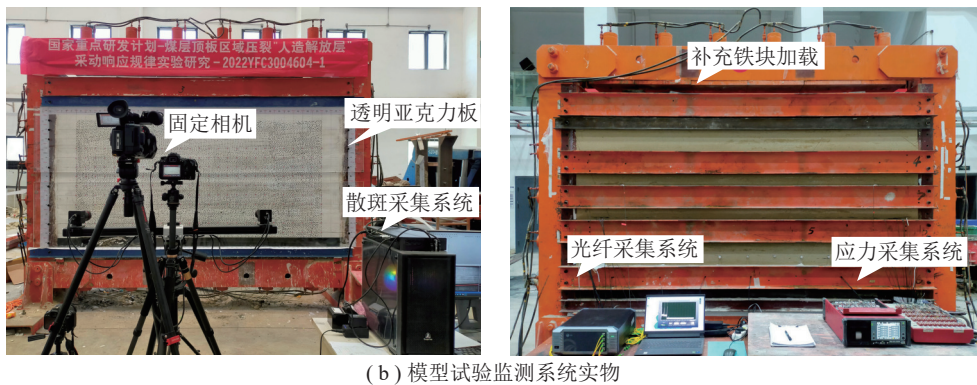 国家重点研发计划-煤层顶板区域压裂"人造解放层"
采动响应规律实验研究-2022YFC3004604-1
固定相机
透明亚克力板
散斑采集系统
补充铁块加载
光纤采集系统
应力采集系统
5
(b) 模型试验监测系统实物